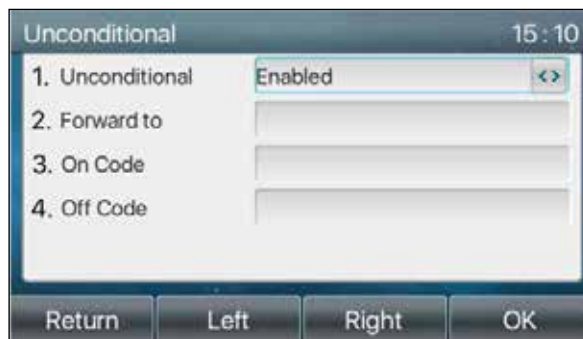 Unconditional 15:10
1. Unconditional Enabled <>
2. Forward to
3. On Code
4. Off Code
Return Left Right OK